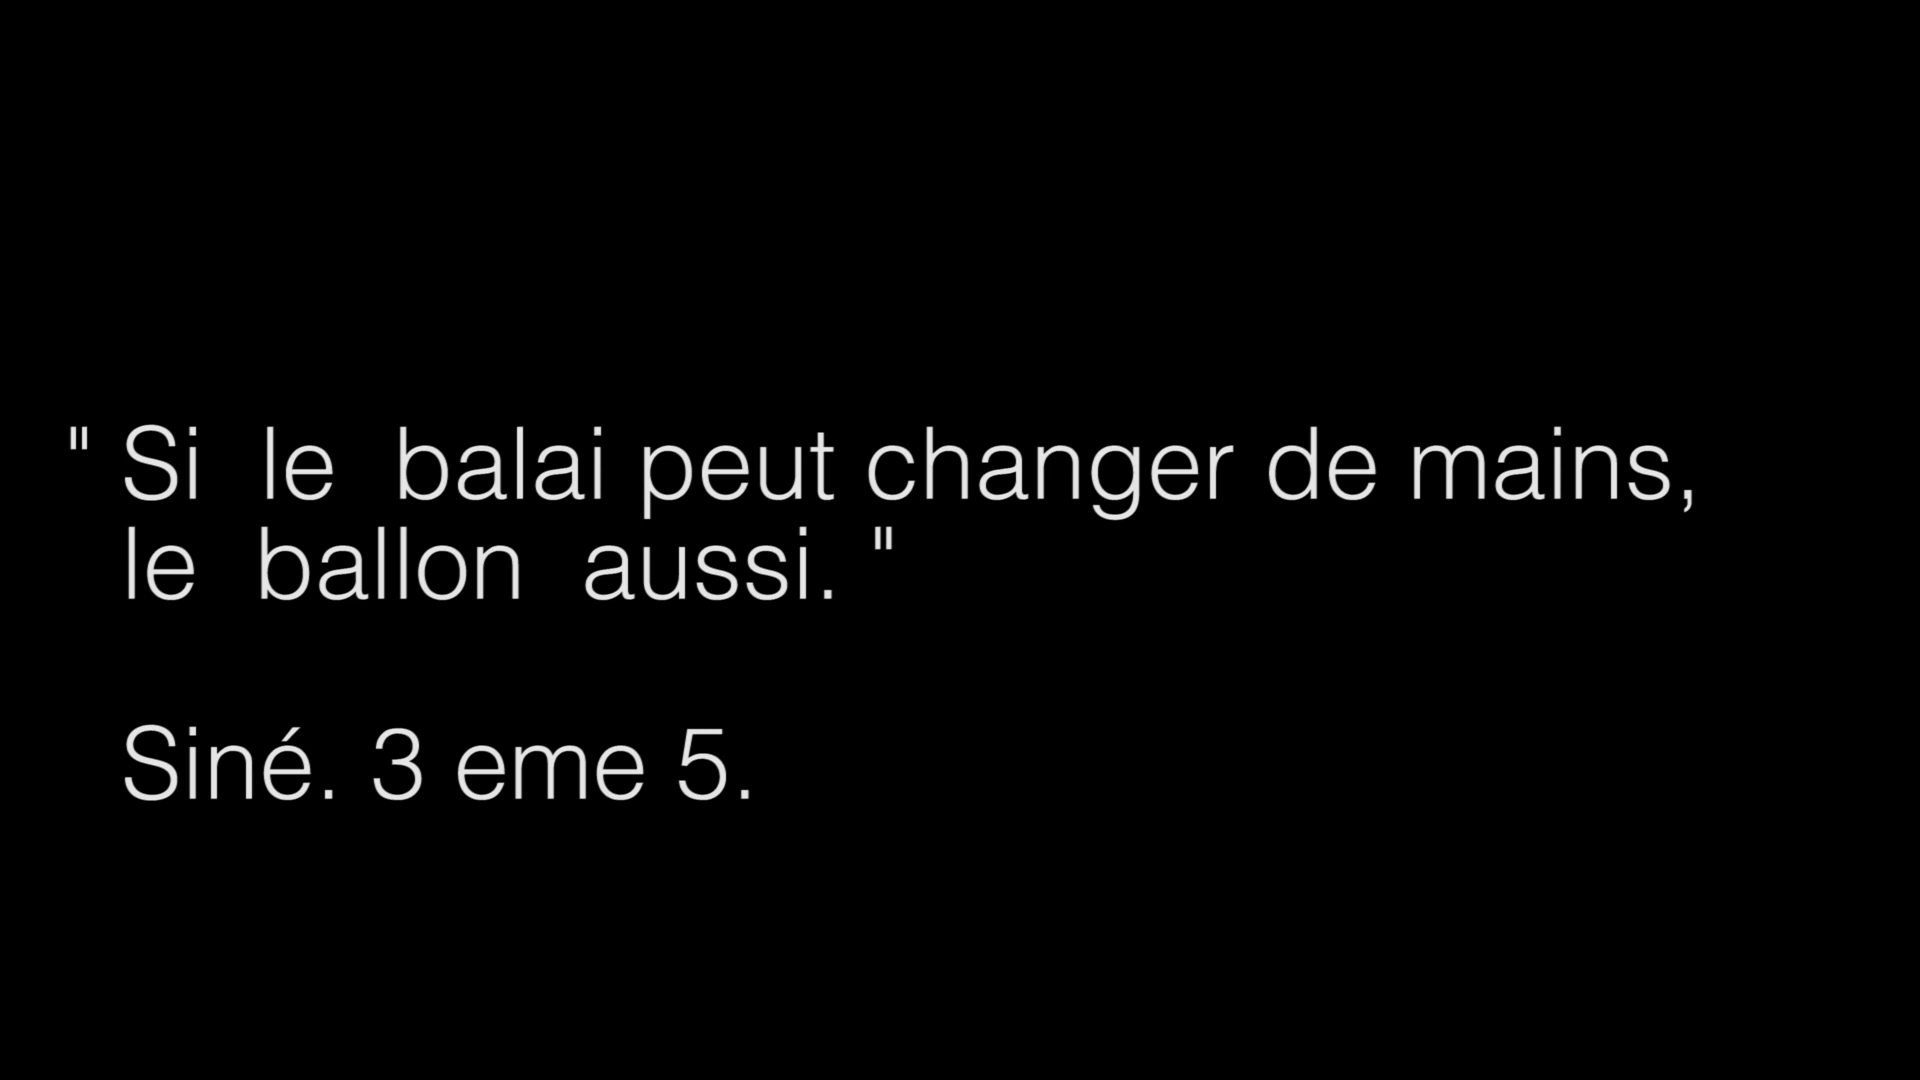 " Si le balai peut changer de mains,
le ballon aussi. "
Siné. 3 eme 5.